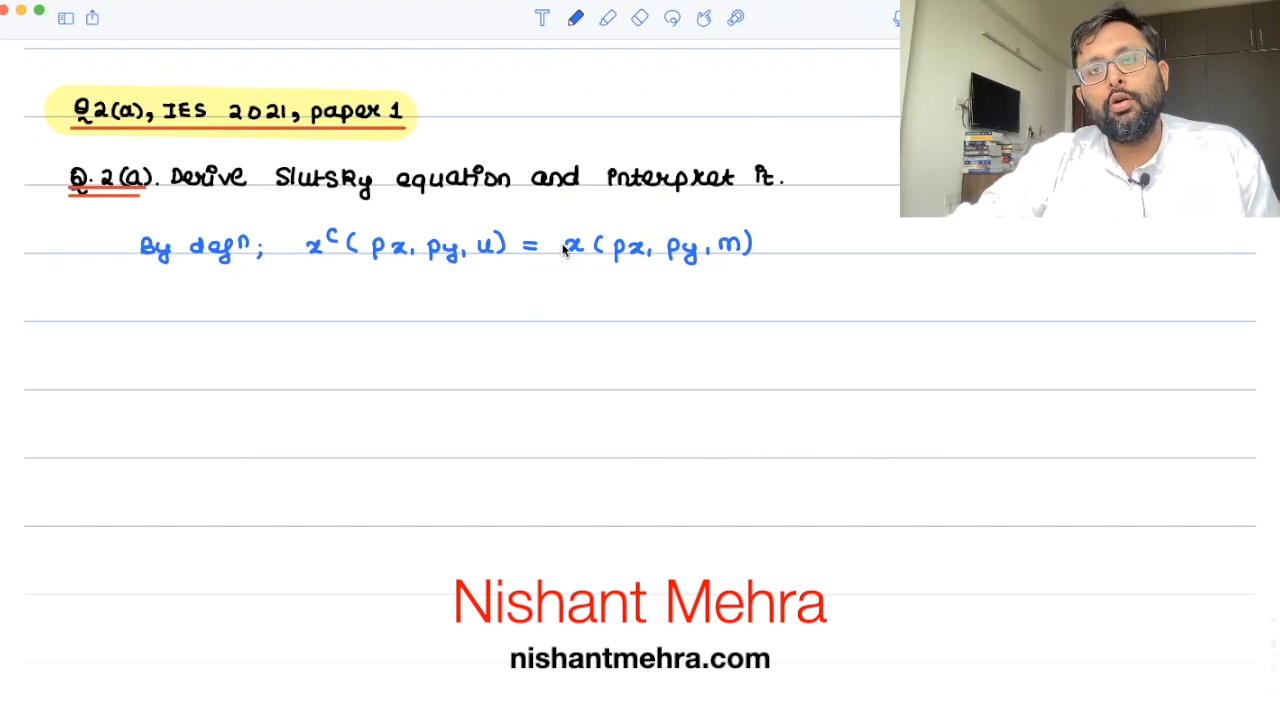 Q2(a), IES 2021, paper 1
Q.2(a). Derive Slutsky equation and interpret it.
By defn; x^c(px, py, u) = x(px, py, m)
Nishant Mehra
nishantmehra.com